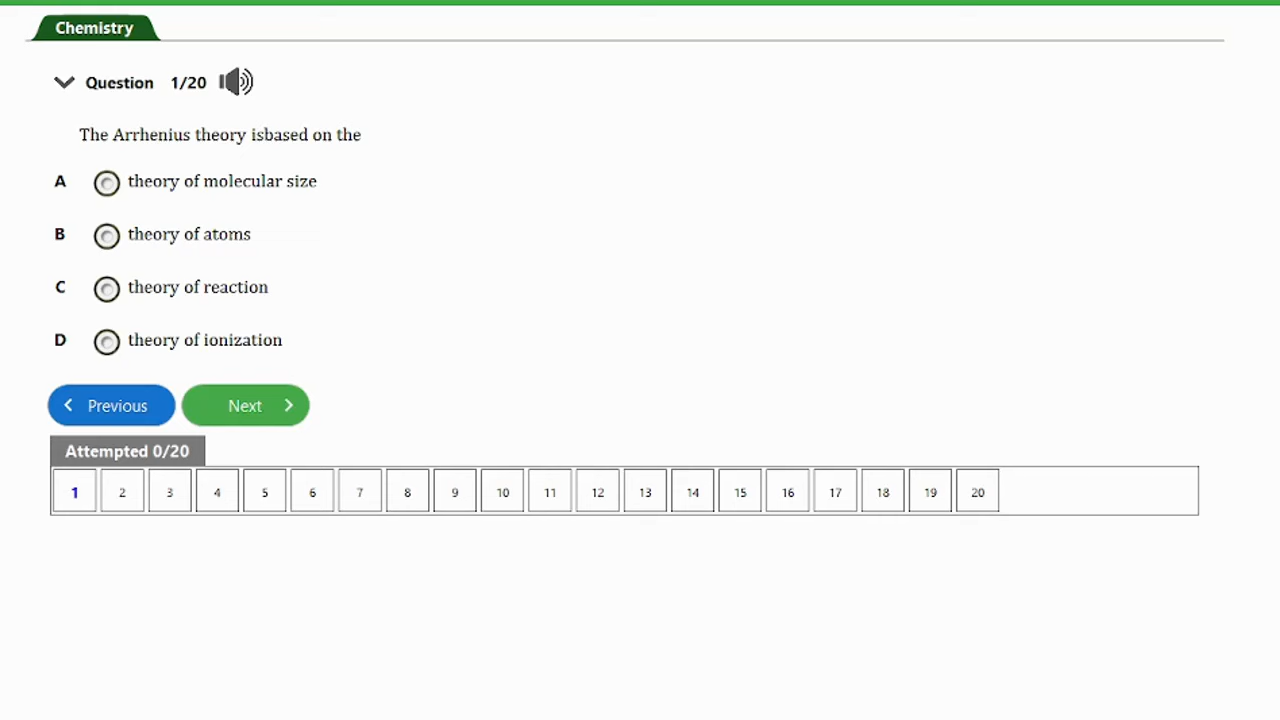 Chemistry
Question 1/20
The Arrhenius theory isbased on the
A theory of molecular size
B theory of atoms
C theory of reaction
D theory of ionization
Previous Next
Attempted 0/20
1 2 3 4 5 6 7 8 9 10 11 12 13 14 15 16 17 18 19 20